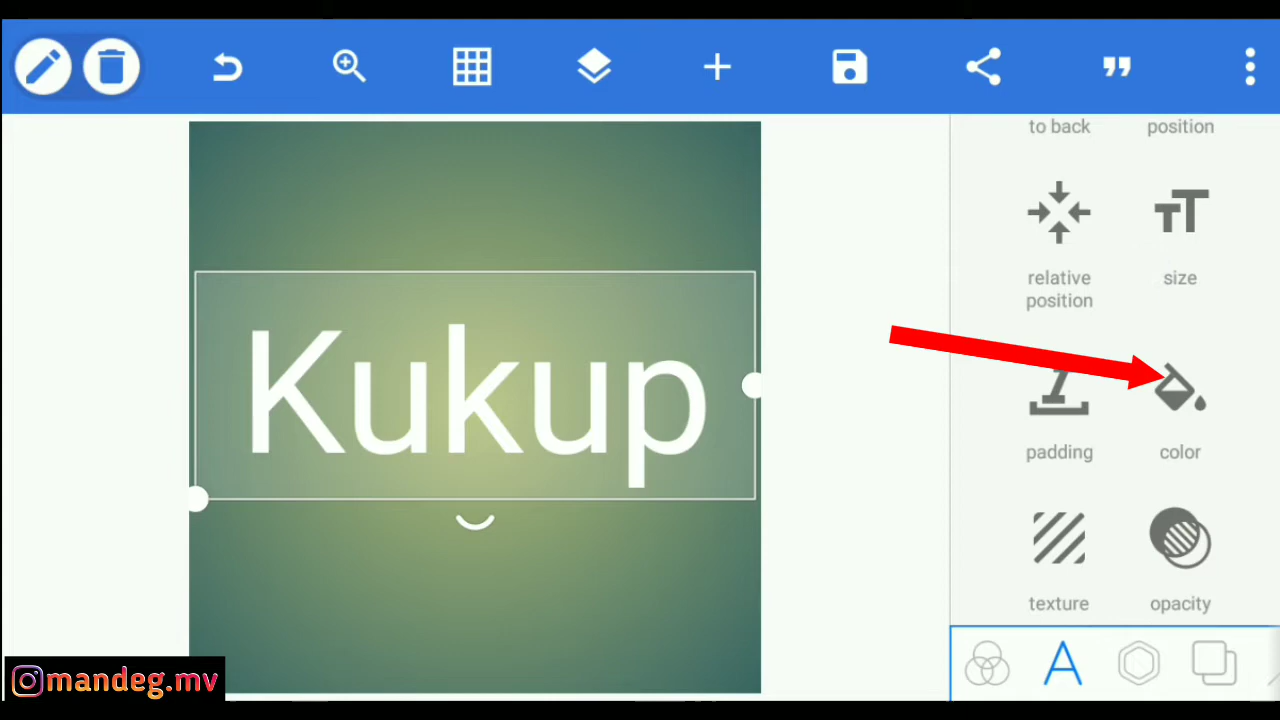 to back position
relative position size
Kukup
padding color
texture opacity
mandeg.mv